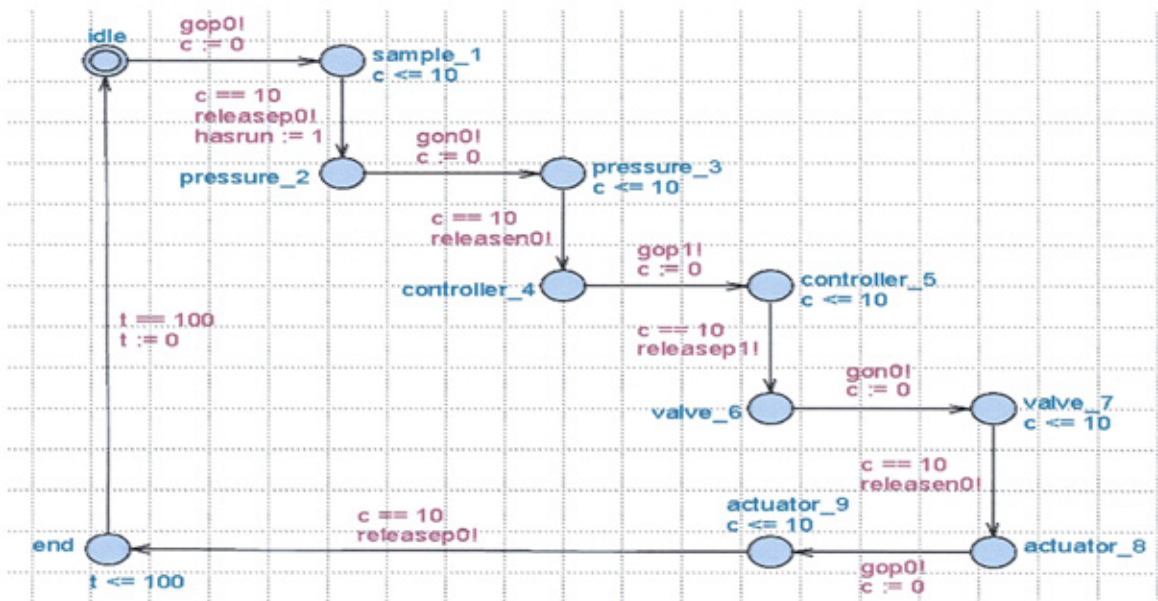 gop0!
c := 0
idle
sample_1
c <= 10
c == 10
releasep0!
hasrun := 1
gon0!
c := 0
pressure_2
pressure_3
c <= 10
c == 10
releasen0!
gop1!
c := 0
controller_4
controller_5
c <= 10
t == 100
t := 0
c == 10
releasep1!
gon0!
c := 0
valve_6
valve_7
c <= 10
c == 10
releasen0!
actuator_9
c <= 10
c == 10
releasep0!
end
t <= 100
actuator_8
gop0!
c := 0